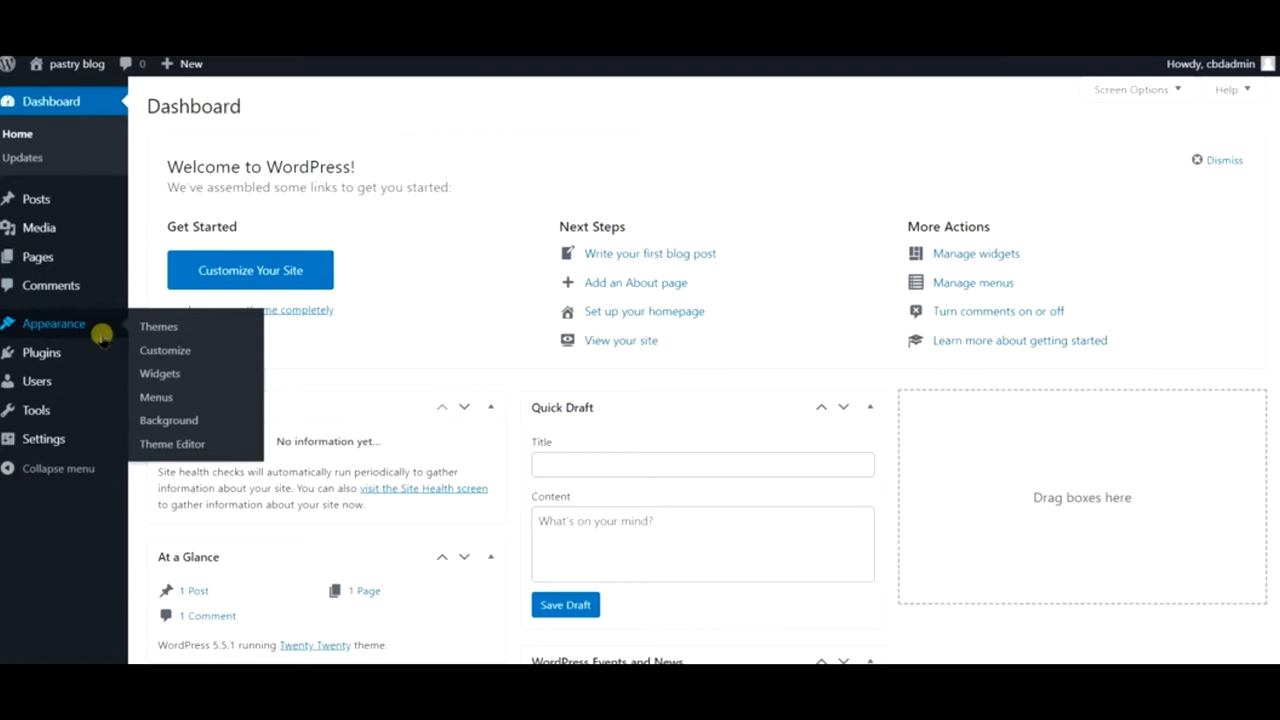 pastry blog 0 New Howdy, cbdadmin
Dashboard
Home
Updates
Posts
Media
Pages
Comments
Appearance
Plugins
Users
Tools
Settings
Collapse menu
Themes
Customize
Widgets
Menus
Background
Theme Editor
Screen Options Help
Dashboard
Welcome to WordPress!
We've assembled some links to get you started:
Dismiss
Get Started
Customize Your Site
me completely
Next Steps
Write your first blog post
Add an About page
Set up your homepage
View your site
More Actions
Manage widgets
Manage menus
Turn comments on or off
Learn more about getting started
No information yet...
Site health checks will automatically run periodically to gather
information about your site. You can also visit the Site Health screen
to gather information about your site now.
At a Glance
1 Post 1 Page
1 Comment
WordPress 5.5.1 running Twenty Twenty theme.
Quick Draft
Title
Content
What's on your mind?
Save Draft
WordPress Events and News
Drag boxes here